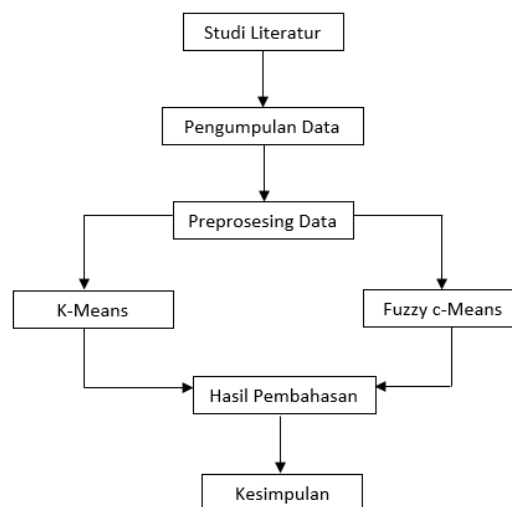 Studi Literatur
Pengumpulan Data
Preprosesing Data
K-Means
Fuzzy c-Means
Hasil Pembahasan
Kesimpulan